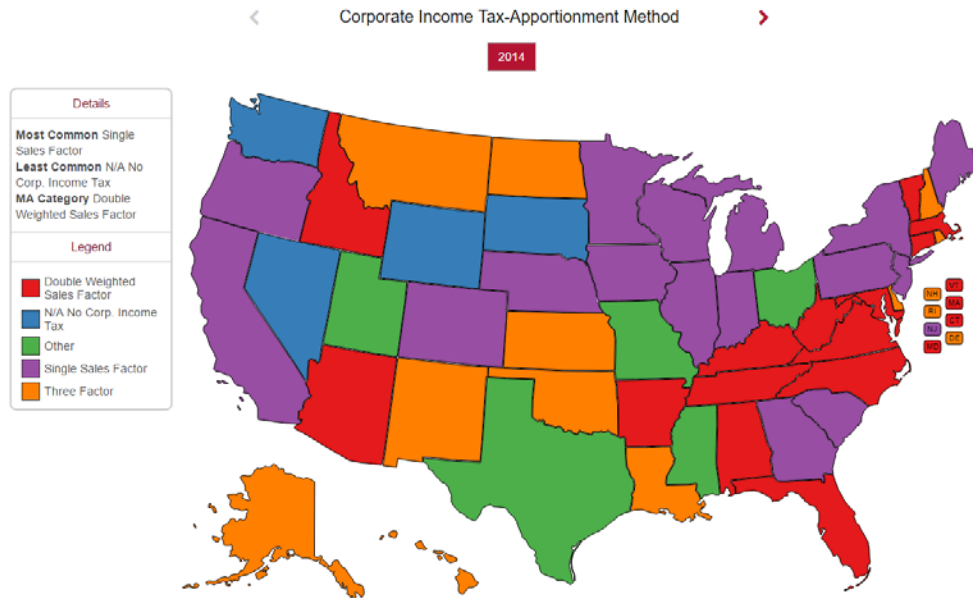 Corporate Income Tax-Apportionment Method
2014
Details
Most Common Single
Sales Factor
Least Common N/A No
Corp. Income Tax
MA Category Double
Weighted Sales Factor
Legend
Double Weighted
Sales Factor
N/A No Corp. Income
Tax
Other
Single Sales Factor
Three Factor
VT
NH
MA
RI
CT
NJ
DE
MD